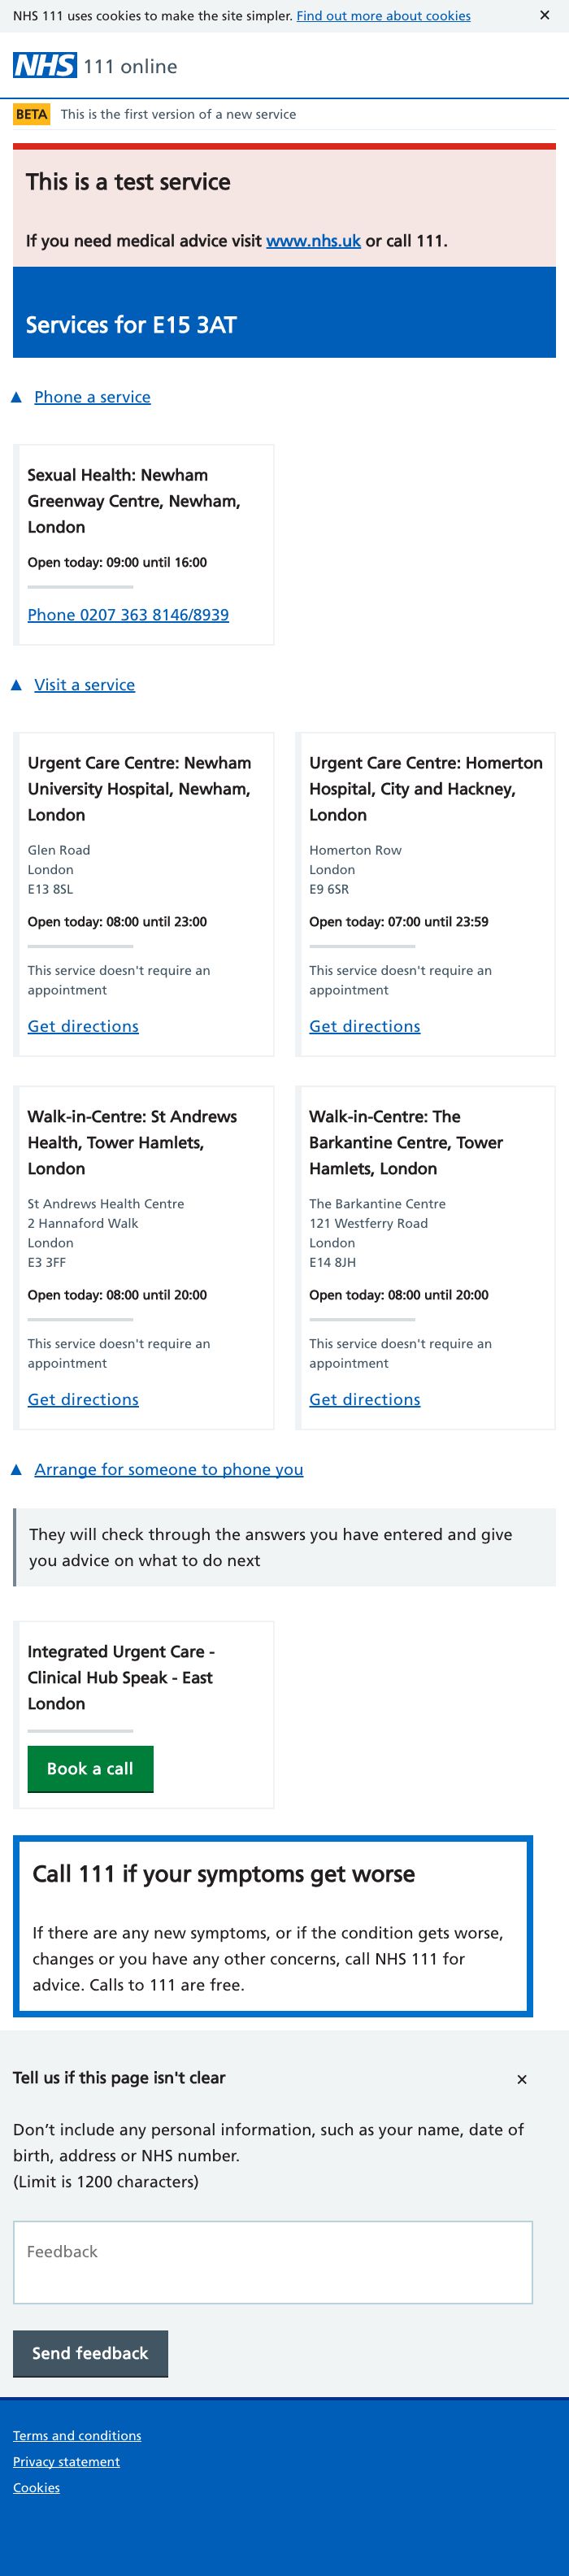 NHS 111 uses cookies to make the site simpler. Find out more about cookies ✕
NHS 111 online
BETA This is the first version of a new service
This is a test service
If you need medical advice visit www.nhs.uk or call 111.
Services for E15 3AT
▲ Phone a service
Sexual Health: Newham
Greenway Centre, Newham,
London
Open today: 09:00 until 16:00
Phone 0207 363 8146/8939
▲ Visit a service
Urgent Care Centre: Newham
University Hospital, Newham,
London
Glen Road
London
E13 8SL
Open today: 08:00 until 23:00
This service doesn't require an
appointment
Get directions
Urgent Care Centre: Homerton
Hospital, City and Hackney,
London
Homerton Row
London
E9 6SR
Open today: 07:00 until 23:59
This service doesn't require an
appointment
Get directions
Walk-in-Centre: St Andrews
Health, Tower Hamlets,
London
St Andrews Health Centre
2 Hannaford Walk
London
E3 3FF
Open today: 08:00 until 20:00
This service doesn't require an
appointment
Get directions
Walk-in-Centre: The
Barkantine Centre, Tower
Hamlets, London
The Barkantine Centre
121 Westferry Road
London
E14 8JH
Open today: 08:00 until 20:00
This service doesn't require an
appointment
Get directions
▲ Arrange for someone to phone you
They will check through the answers you have entered and give
you advice on what to do next
Integrated Urgent Care -
Clinical Hub Speak - East
London
Book a call
Call 111 if your symptoms get worse
If there are any new symptoms, or if the condition gets worse,
changes or you have any other concerns, call NHS 111 for
advice. Calls to 111 are free.
Tell us if this page isn't clear ✕
Don’t include any personal information, such as your name, date of
birth, address or NHS number.
(Limit is 1200 characters)
Feedback
Send feedback
Terms and conditions
Privacy statement
Cookies